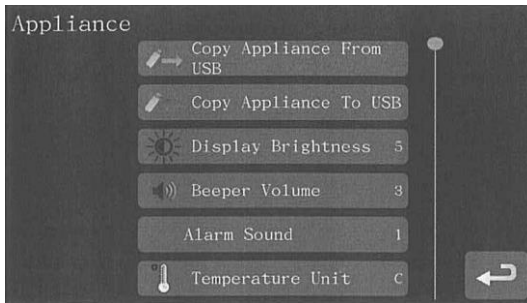 Appliance
Copy Appliance From
USB
Copy Appliance To USB
Display Brightness 5
Beeper Volume 3
Alarm Sound 1
Temperature Unit C